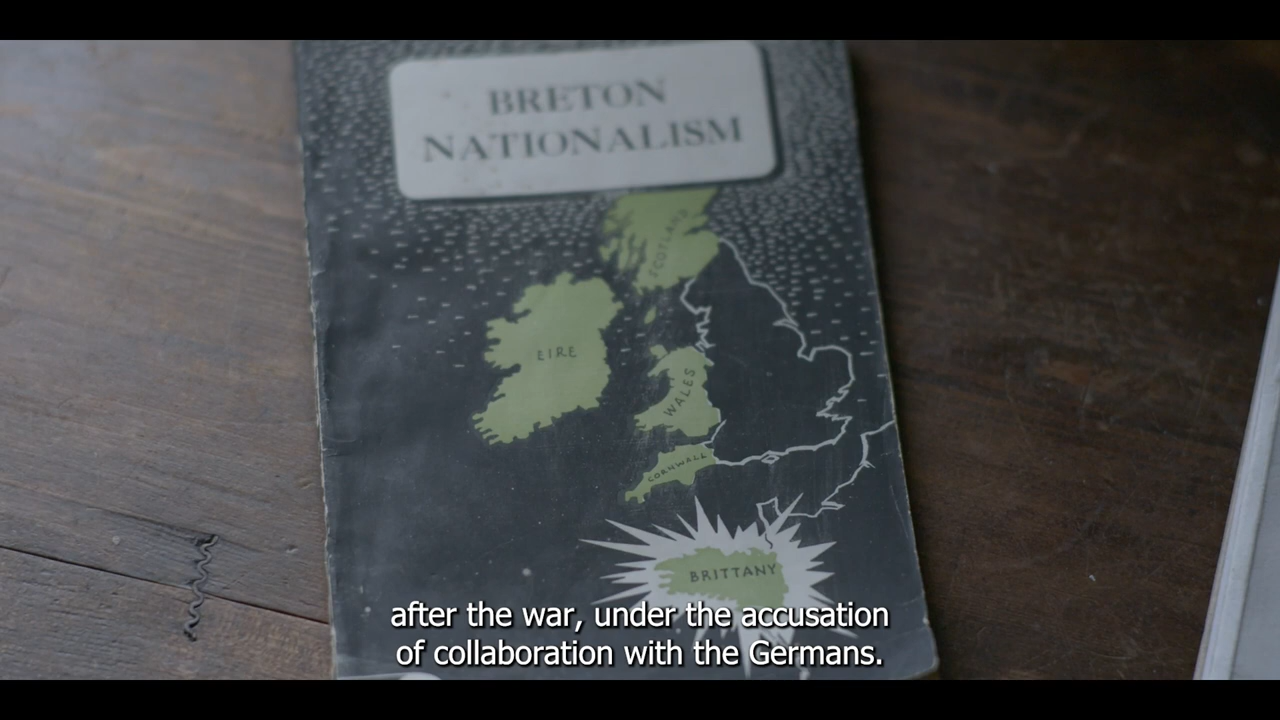 BRETON
NATIONALISM
SCOTLAND
EIRE
WALES
CORNWALL
BRITTANY
after the war, under the accusation
of collaboration with the Germans.